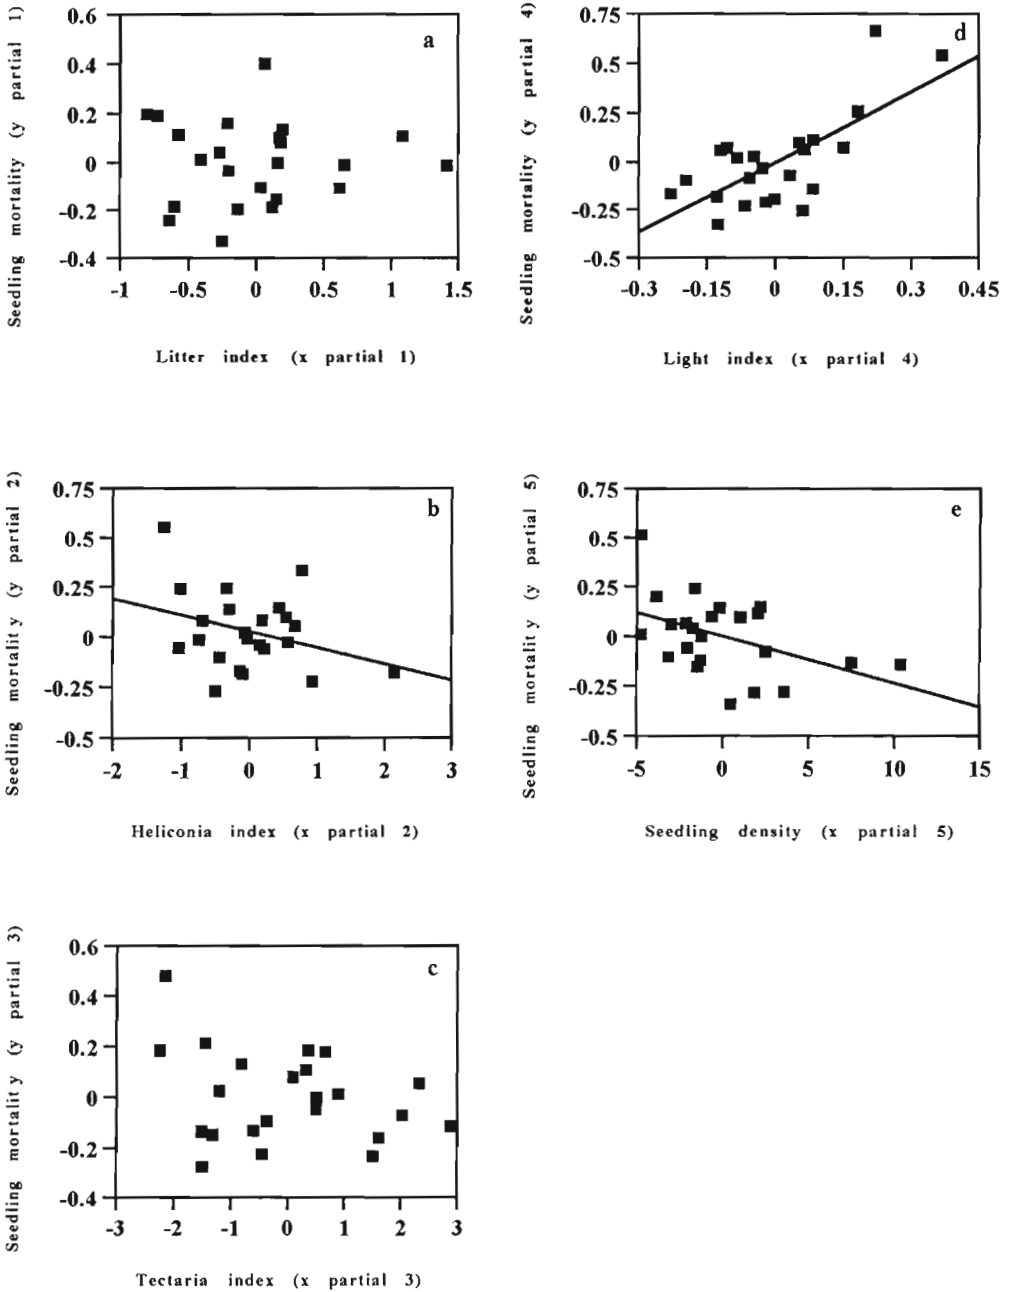 Seedling mortality (y partial 1)
0.6
0.4
0.2
0
-0.2
-0.4
a
-1 -0.5 0 0.5 1 1.5
Litter index (x partial 1)
Seedling mortality (y partial 4)
0.75
0.5
0.25
0
-0.25
-0.5
d
-0.3 -0.15 0 0.15 0.3 0.45
Light index (x partial 4)
Seedling mortality (y partial 2)
0.75
0.5
0.25
0
-0.25
-0.5
b
-2 -1 0 1 2 3
Heliconia index (x partial 2)
Seedling mortality (y partial 5)
0.75
0.5
0.25
0
-0.25
-0.5
e
-5 0 5 10 15
Seedling density (x partial 5)
Seedling mortality (y partial 3)
0.6
0.4
0.2
0
-0.2
-0.4
c
-3 -2 -1 0 1 2 3
Tectaria index (x partial 3)